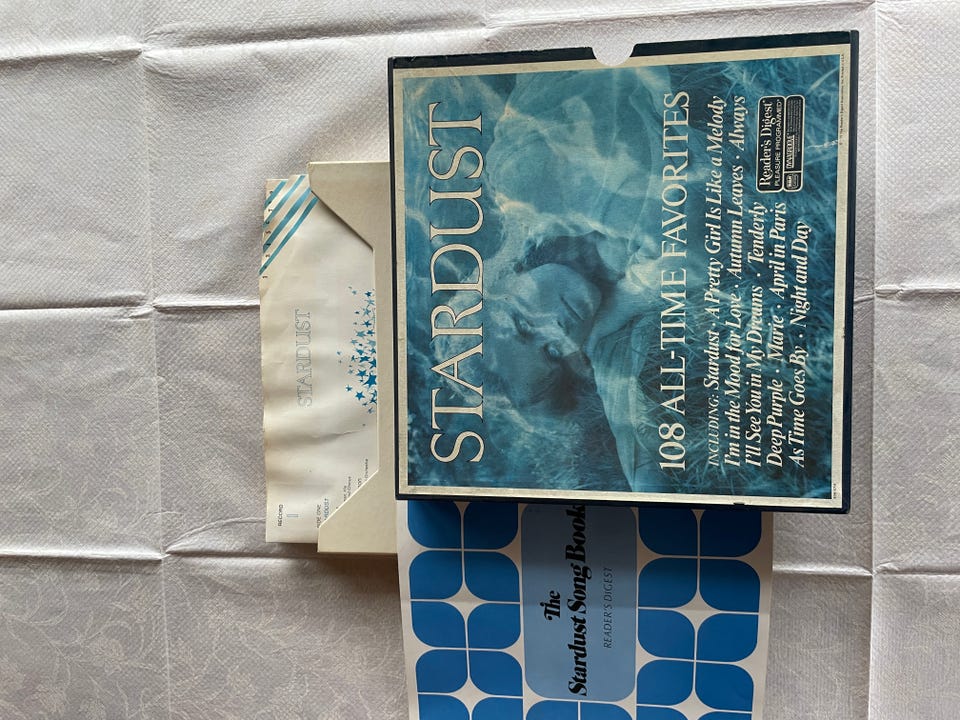 STARDUST
108 ALL-TIME FAVORITES
INCLUDING: Stardust · A Pretty Girl Is Like a Melody
I'm in the Mood for Love · Autumn Leaves · Always
I'll See You in My Dreams · Tenderly
Deep Purple · Marie · April in Paris
As Time Goes By · Night and Day
Reader's Digest
PLEASURE PROGRAMMED
STARDUST
RECORD
1
The
Stardust Song Book
READER'S DIGEST